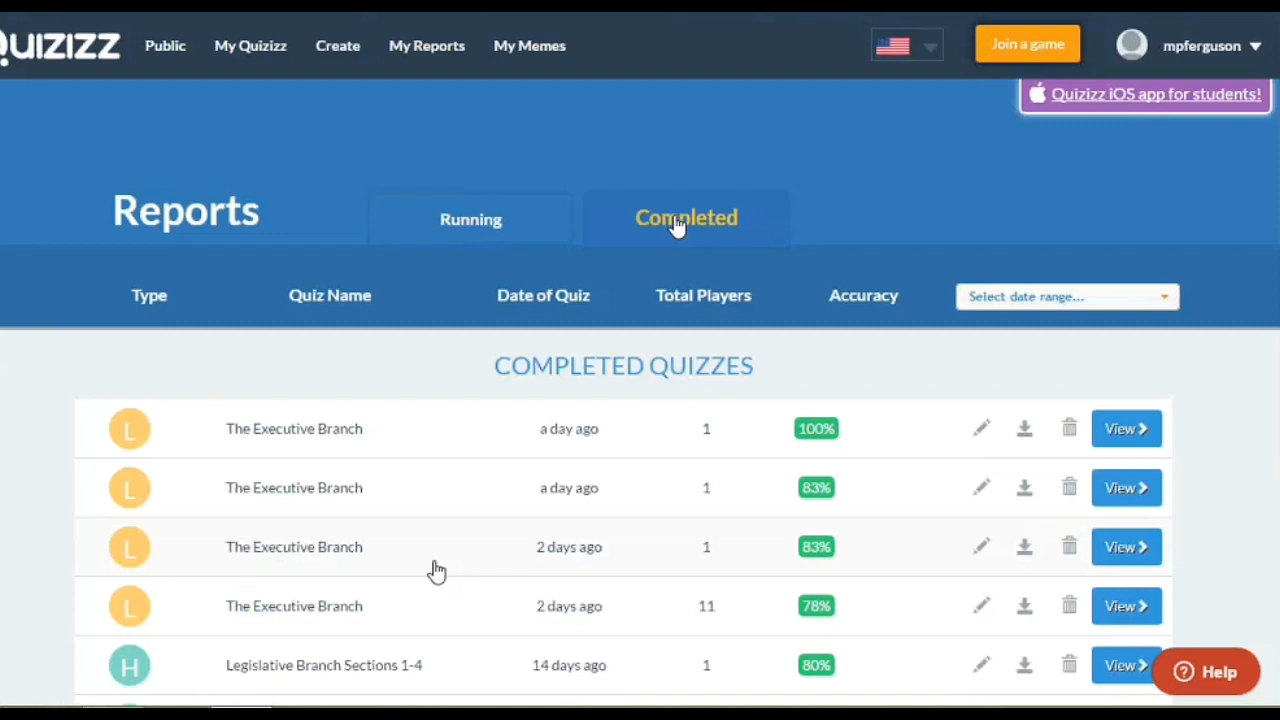 QUIZIZZ Public My Quizizz Create My Reports My Memes Join a game mpferguson
Quizizz iOS app for students!
Reports Running Completed
Type Quiz Name Date of Quiz Total Players Accuracy Select date range...
COMPLETED QUIZZES
L The Executive Branch a day ago 1 100% View
L The Executive Branch a day ago 1 83% View
L The Executive Branch 2 days ago 1 83% View
L The Executive Branch 2 days ago 11 78% View
H Legislative Branch Sections 1-4 14 days ago 1 80% View
Help